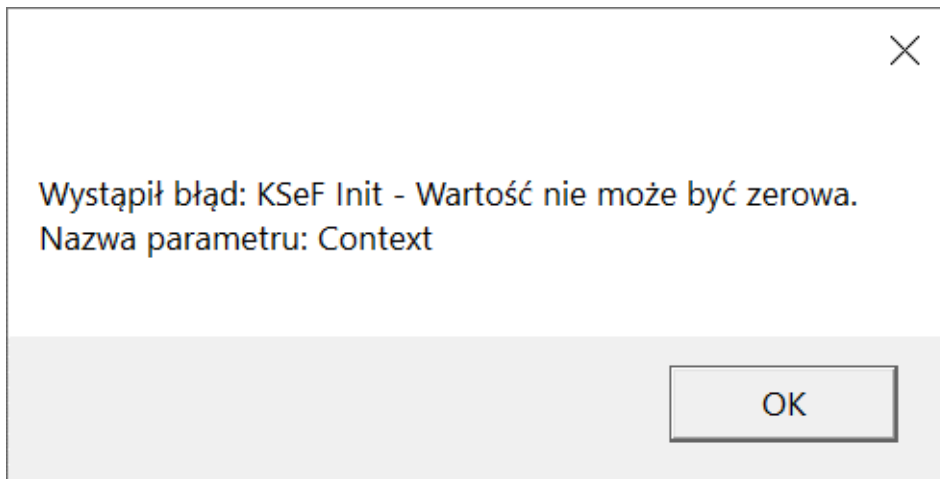 Wystąpił błąd: KSeF Init - Wartość nie może być zerowa.
Nazwa parametru: Context
OK